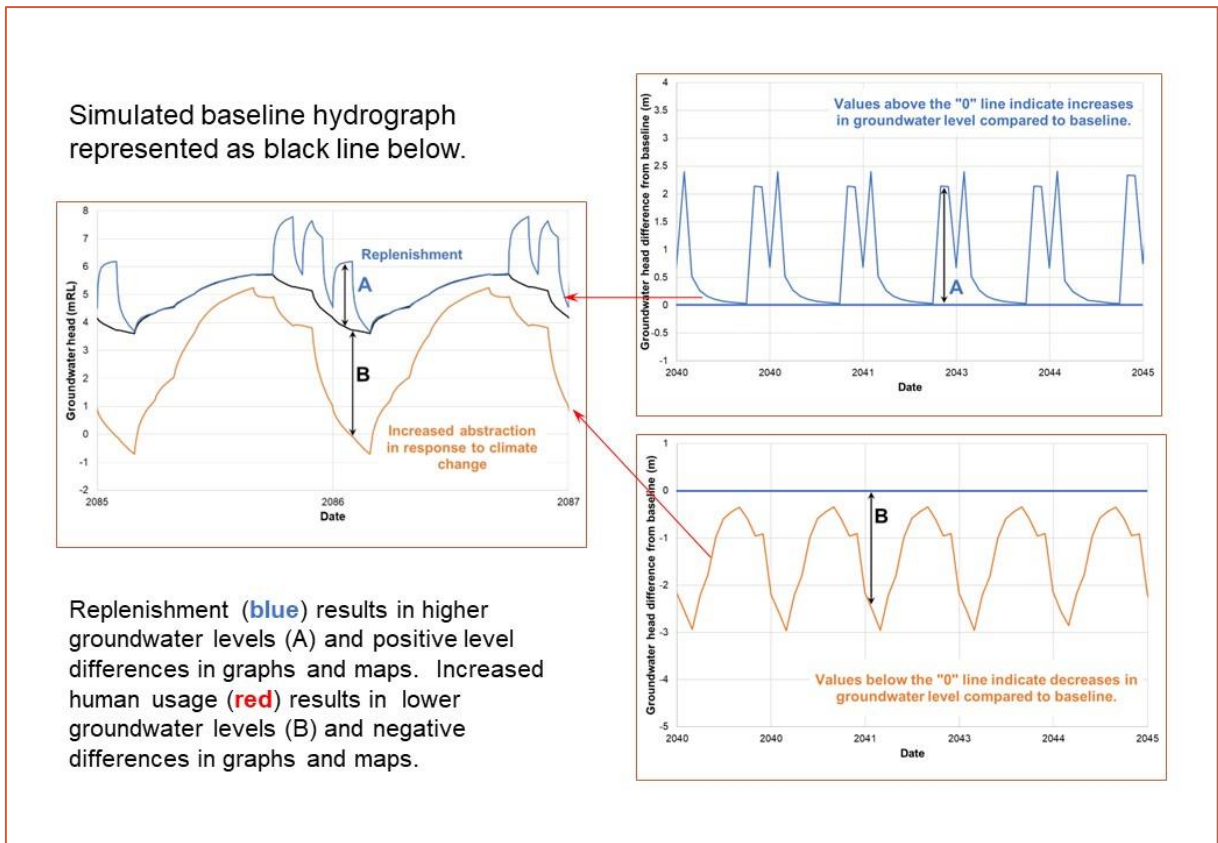 Simulated baseline hydrograph
represented as black line below.
Groundwater head (mRL)
8
7
6
5
4
3
2
1
0
-1
-2
Replenishment
A
B
Increased abstraction
in response to climate
change
2085
2086
2087
Date
Replenishment (blue) results in higher
groundwater levels (A) and positive level
differences in graphs and maps. Increased
human usage (red) results in lower
groundwater levels (B) and negative
differences in graphs and maps.
Groundwater head difference from baseline (m)
4
3.5
3
2.5
2
1.5
1
0.5
0
-0.5
-1
Values above the "0" line indicate increases
in groundwater level compared to baseline.
A
2040
2040
2041
2043
2044
2045
Date
Groundwater head difference from baseline (m)
1
0
-1
-2
-3
-4
-5
B
Values below the "0" line indicate decreases in
groundwater level compared to baseline.
2040
2040
2041
2043
2044
2045
Date